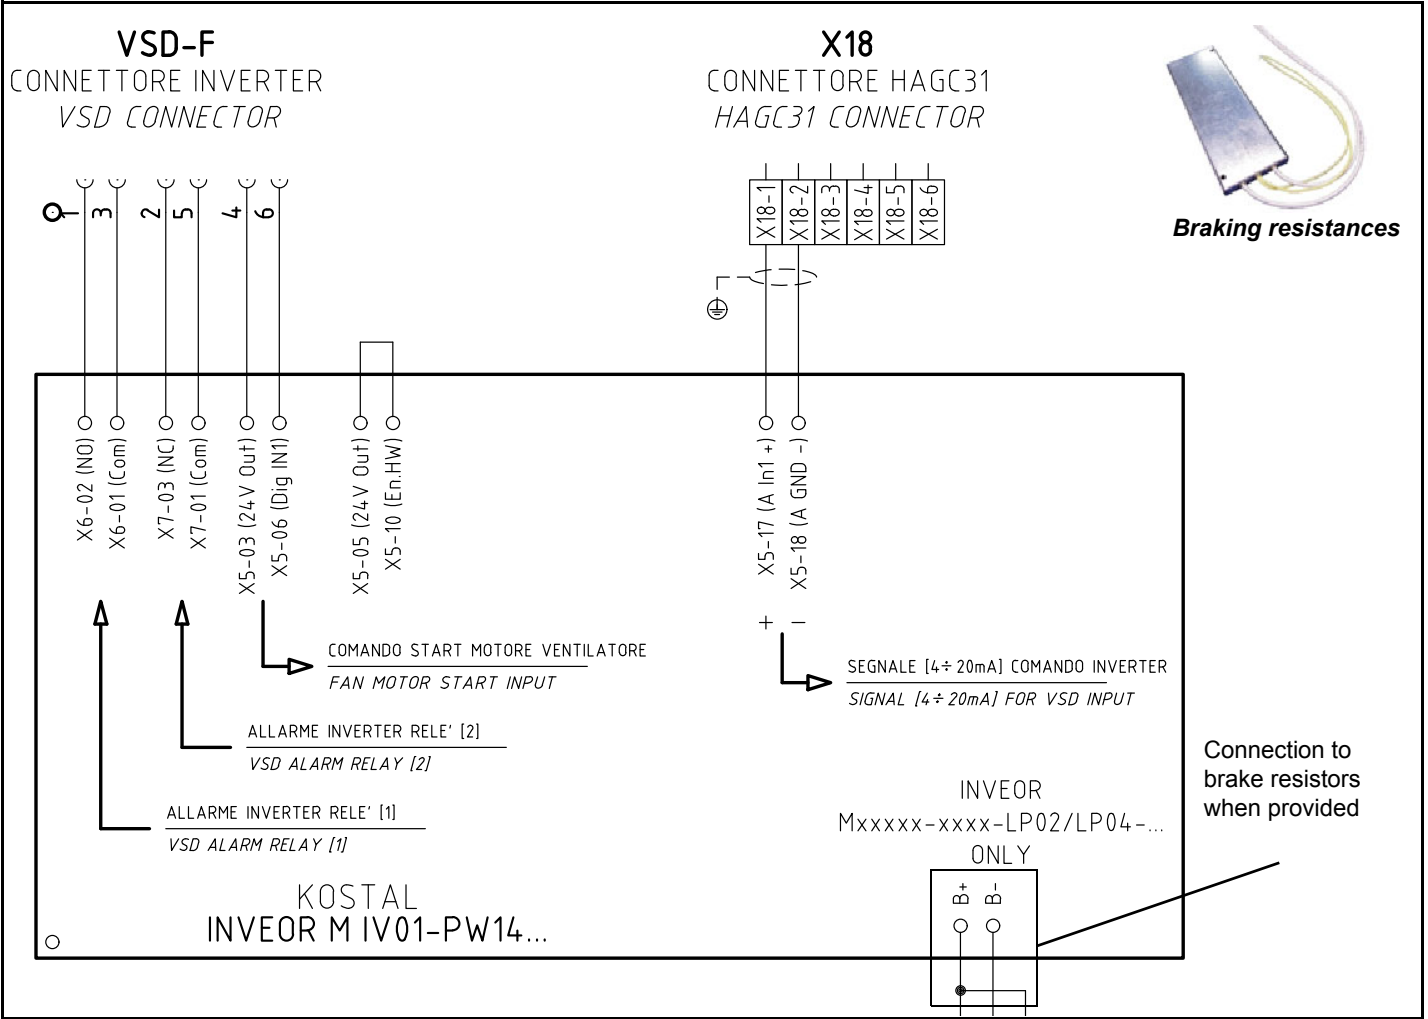 VSD-F
CONNETTORE INVERTER
VSD CONNECTOR
X18
CONNETTORE HAGC31
HAGC31 CONNECTOR
Braking resistances
1
3
2
5
4
6
X18-1
X18-2
X18-3
X18-4
X18-5
X18-6
X6-02 (NO)
X6-01 (Com)
X7-03 (NC)
X7-01 (Com)
X5-03 (24V Out)
X5-06 (Dig IN1)
X5-05 (24V Out)
X5-10 (En.HW)
X5-17 (A In1 +)
X5-18 (A GND -)
+ -
COMANDO START MOTORE VENTILATORE
FAN MOTOR START INPUT
SEGNALE [4÷20mA] COMANDO INVERTER
SIGNAL [4÷20mA] FOR VSD INPUT
ALLARME INVERTER RELE' [2]
VSD ALARM RELAY [2]
ALLARME INVERTER RELE' [1]
VSD ALARM RELAY [1]
Connection to
brake resistors
when provided
INVEOR
Mxxxxx-xxxx-LP02/LP04-...
ONLY
B+
B-
KOSTAL
INVEOR M IV01-PW14...